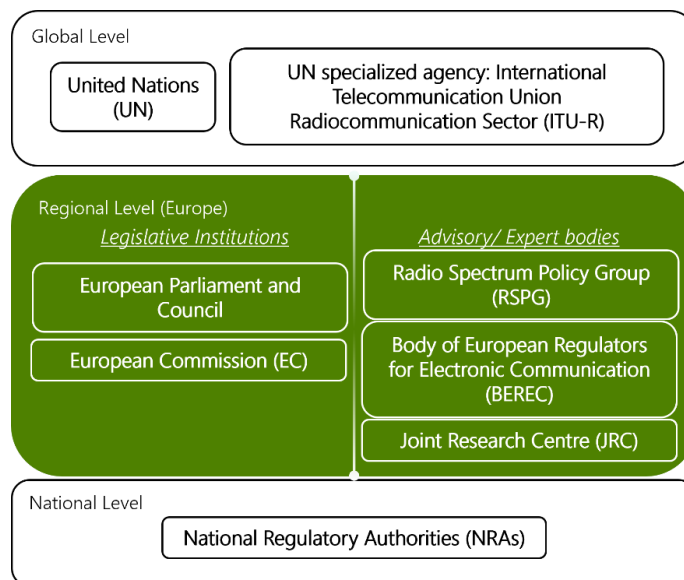 Global Level
United Nations
(UN)
UN specialized agency: International
Telecommunication Union
Radiocommunication Sector (ITU-R)
Regional Level (Europe)
Legislative Institutions
European Parliament and
Council
European Commission (EC)
Advisory/ Expert bodies
Radio Spectrum Policy Group
(RSPG)
Body of European Regulators
for Electronic Communication
(BEREC)
Joint Research Centre (JRC)
National Level
National Regulatory Authorities (NRAs)